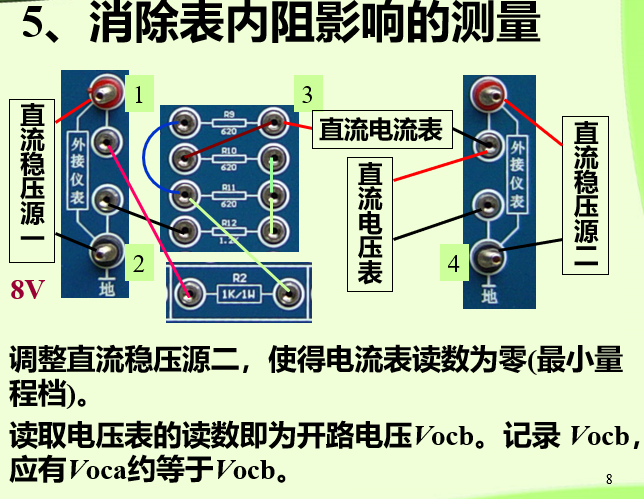 5、消除表内阻影响的测量
1
3
直流稳压源一
外接仪表
R9
620
R10
620
R11
620
R12
1.2
直流电流表
直流电压表
外接仪表
直流稳压源二
2
4
地
地
8V
R2
1K/1W
调整直流稳压源二，使得电流表读数为零(最小量
程档)。
读取电压表的读数即为开路电压Vocb。记录 Vocb，
应有Voca约等于Vocb。
8